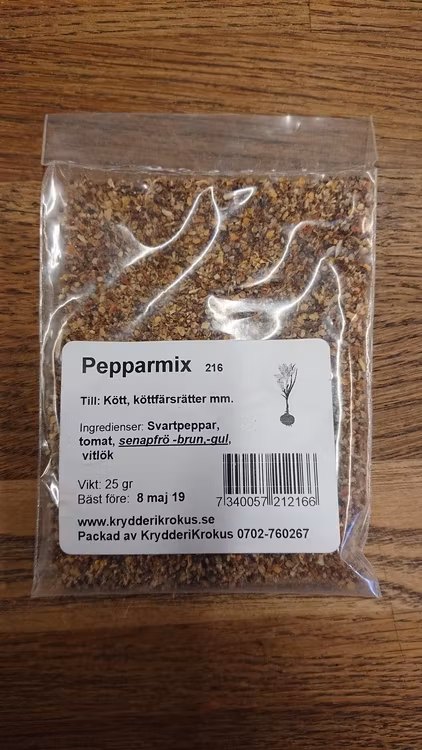 Pepparmix 216
Till: Kött, köttfärsrätter mm.
Ingredienser: Svartpeppar,
tomat, senapfrö -brun,-gul,
vitlök
Vikt: 25 gr
Bäst före: 8 maj 19
7 340057 212166
www.krydderikrokus.se
Packad av KrydderiKrokus 0702-760267